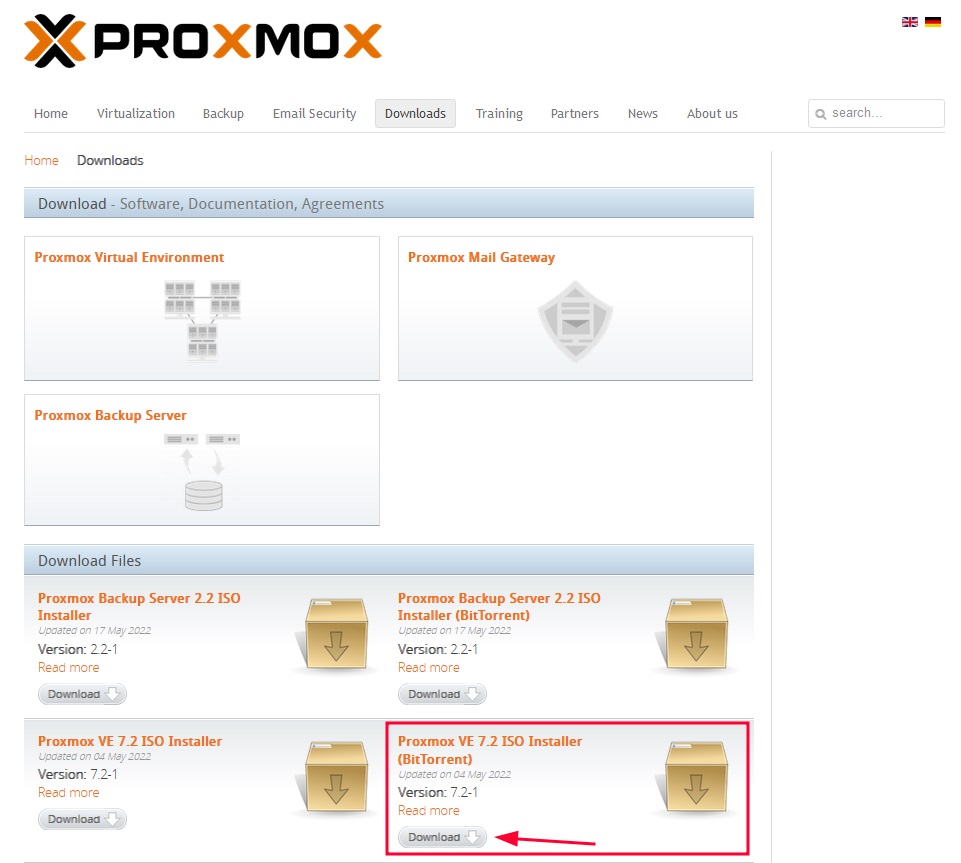 PROXMOX
Home Virtualization Backup Email Security Downloads Training Partners News About us search...
Home Downloads
Download - Software, Documentation, Agreements
Proxmox Virtual Environment
Proxmox Mail Gateway
Proxmox Backup Server
Download Files
Proxmox Backup Server 2.2 ISO
Installer
Updated on 17 May 2022
Version: 2.2-1
Read more
Download
Proxmox Backup Server 2.2 ISO
Installer (BitTorrent)
Updated on 17 May 2022
Version: 2.2-1
Read more
Download
Proxmox VE 7.2 ISO Installer
Updated on 04 May 2022
Version: 7.2-1
Read more
Download
Proxmox VE 7.2 ISO Installer
(BitTorrent)
Updated on 04 May 2022
Version: 7.2-1
Read more
Download